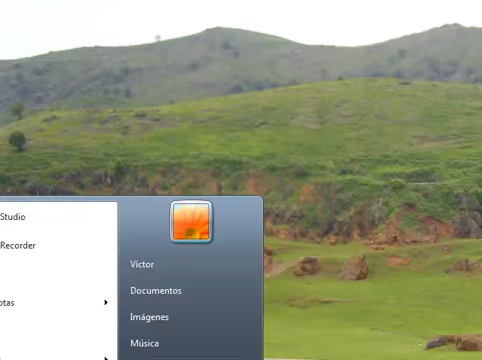 Studio
Recorder
otas
Víctor
Documentos
Imágenes
Música